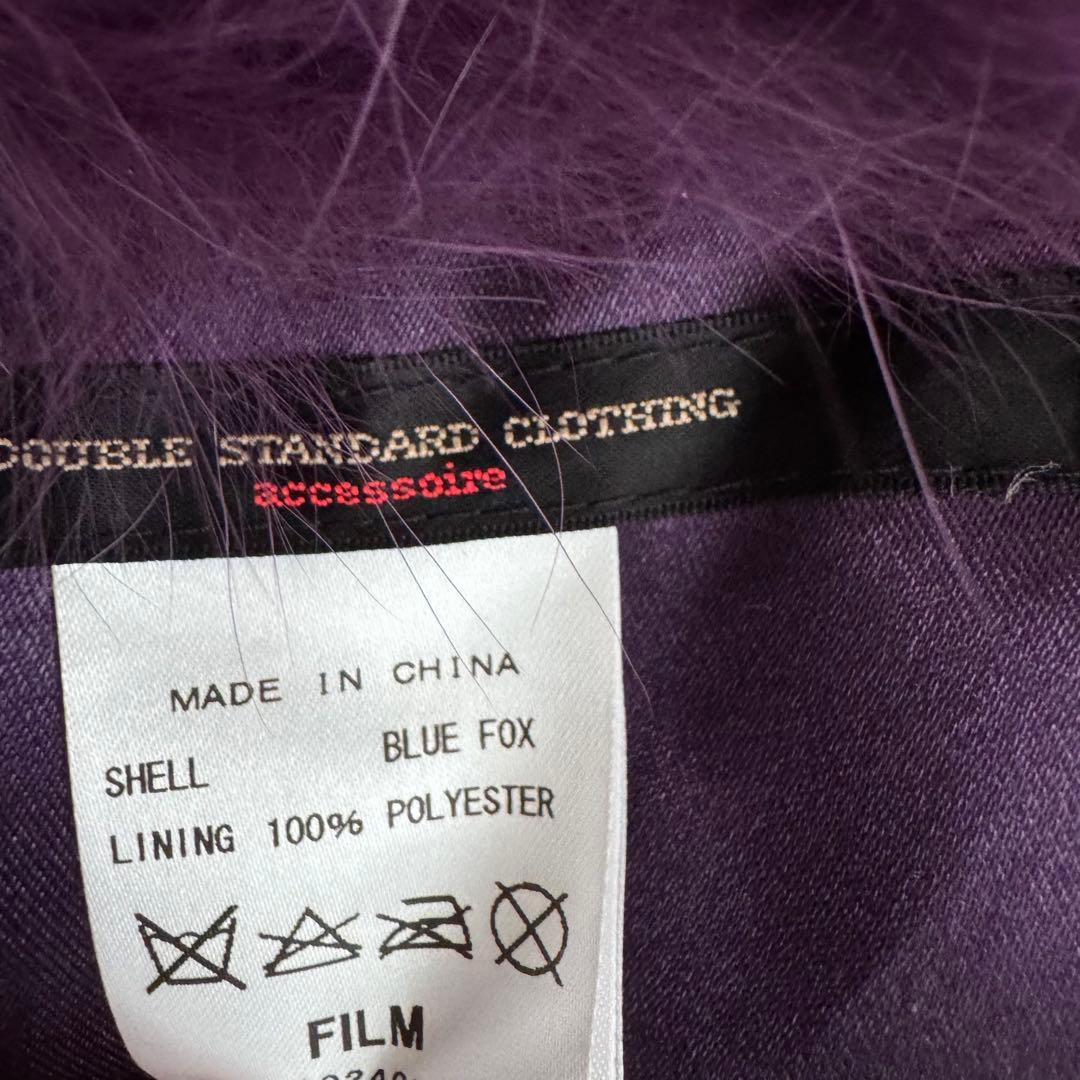 DOUBLE STANDARD CLOTHING
accessoire
MADE IN CHINA
SHELL BLUE FOX
LINING 100% POLYESTER
FILM